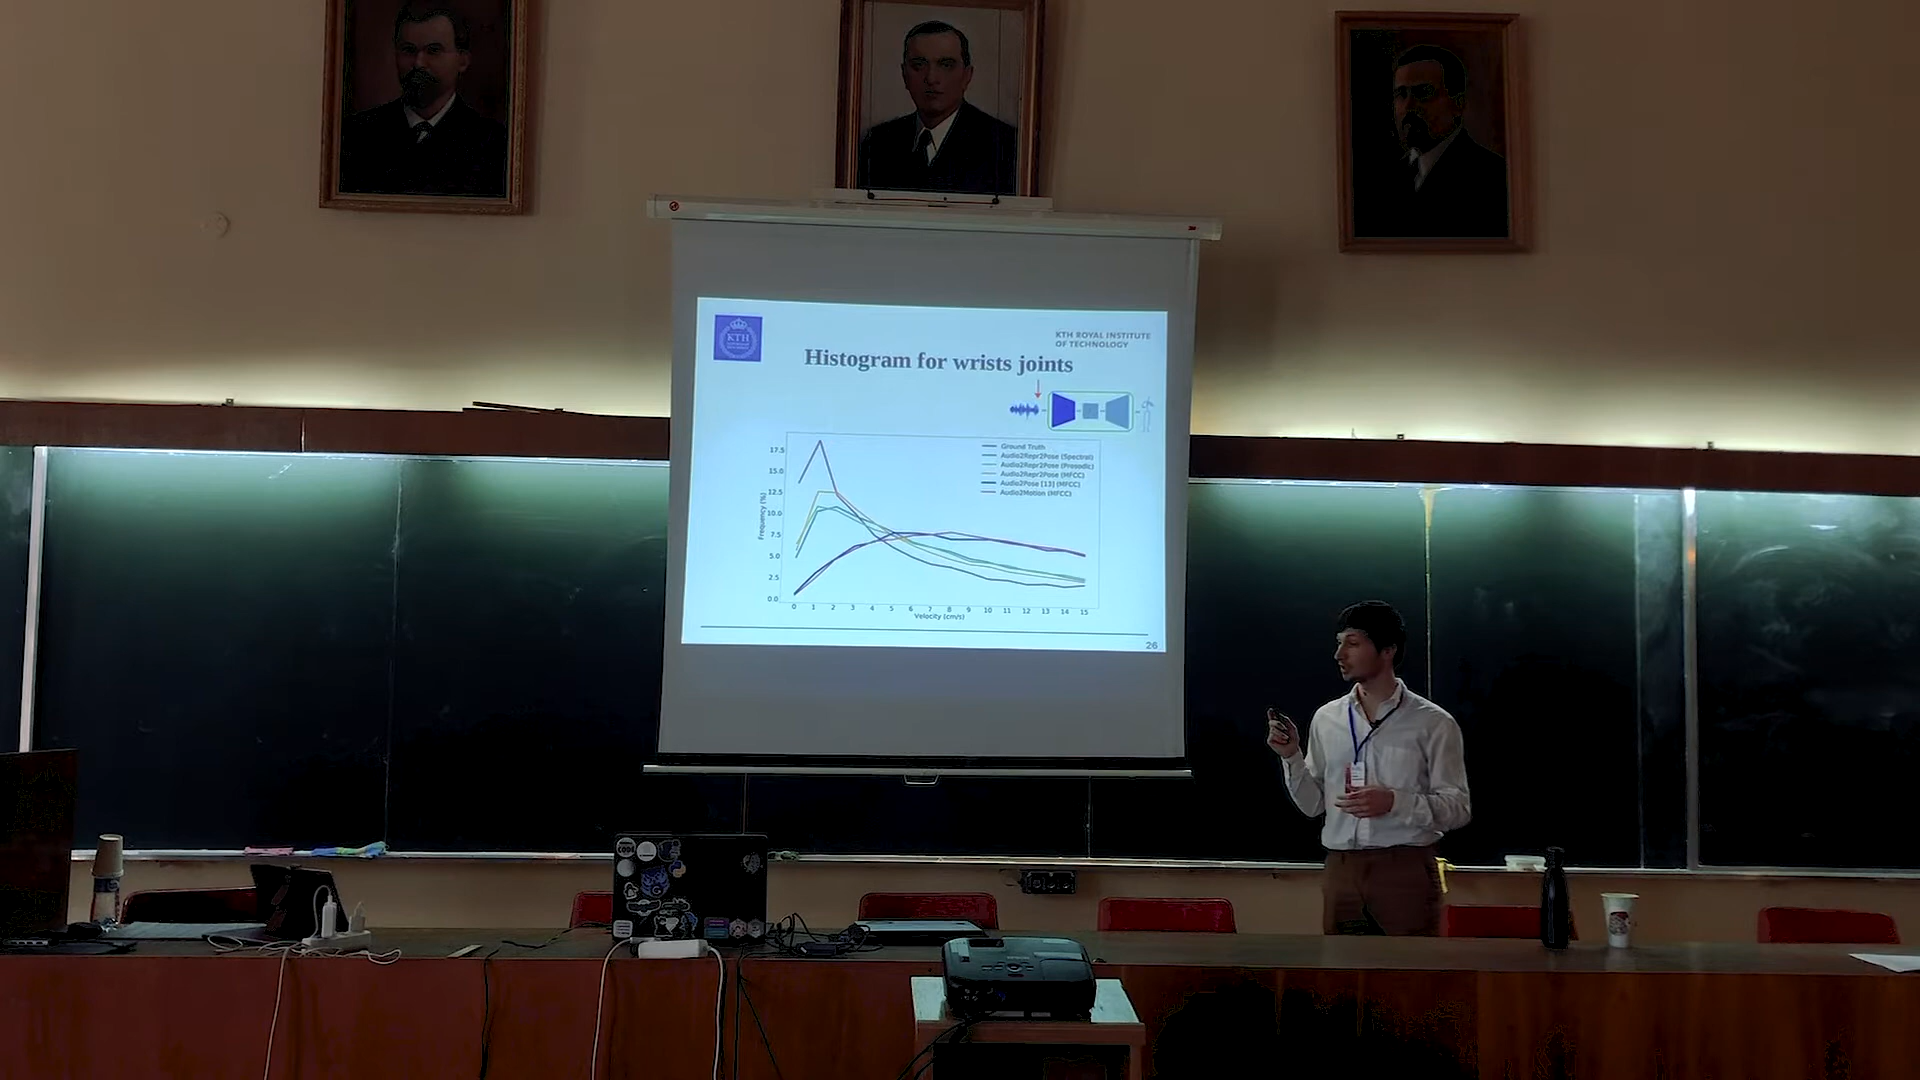 KTH
KTH ROYAL INSTITUTE
OF TECHNOLOGY
Histogram for wrists joints
Ground Truth
Audio2Repr2Pose (Spectral)
Audio2Repr2Pose (Prosodic)
Audio2Repr2Pose (MFCC)
Audio2Pose [13] (MFCC)
Audio2Motion (MFCC)
Frequency (%)
17.5
15.0
12.5
10.0
7.5
5.0
2.5
0.0
0 1 2 3 4 5 6 7 8 9 10 11 12 13 14 15
Velocity (cm/s)
26
CODE